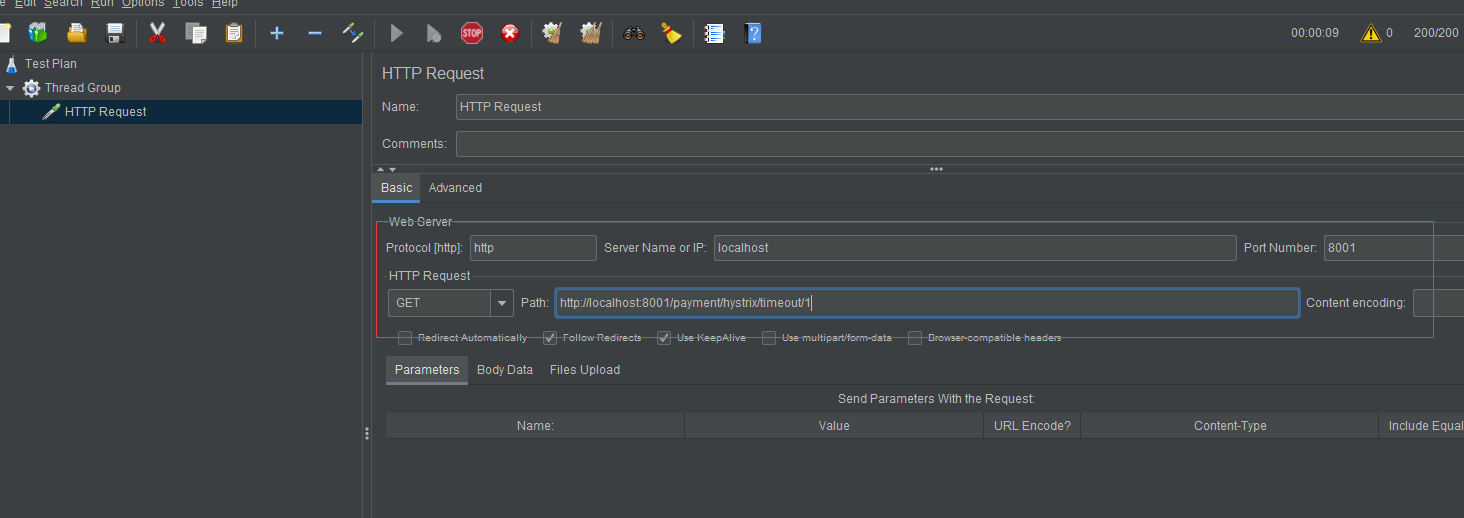 Edit Search Run Options Tools Help
STOP
00:00:09 0 200/200
Test Plan
Thread Group
HTTP Request
HTTP Request
Name: HTTP Request
Comments:
Basic Advanced
Web Server
Protocol [http]: http Server Name or IP: localhost Port Number: 8001
HTTP Request
GET Path: http://localhost:8001/payment/hystrix/timeout/1 Content encoding:
Redirect Automatically Follow Redirects Use KeepAlive Use multipart/form-data Browser-compatible headers
Parameters Body Data Files Upload
Send Parameters With the Request:
Name: Value URL Encode? Content-Type Include Equal